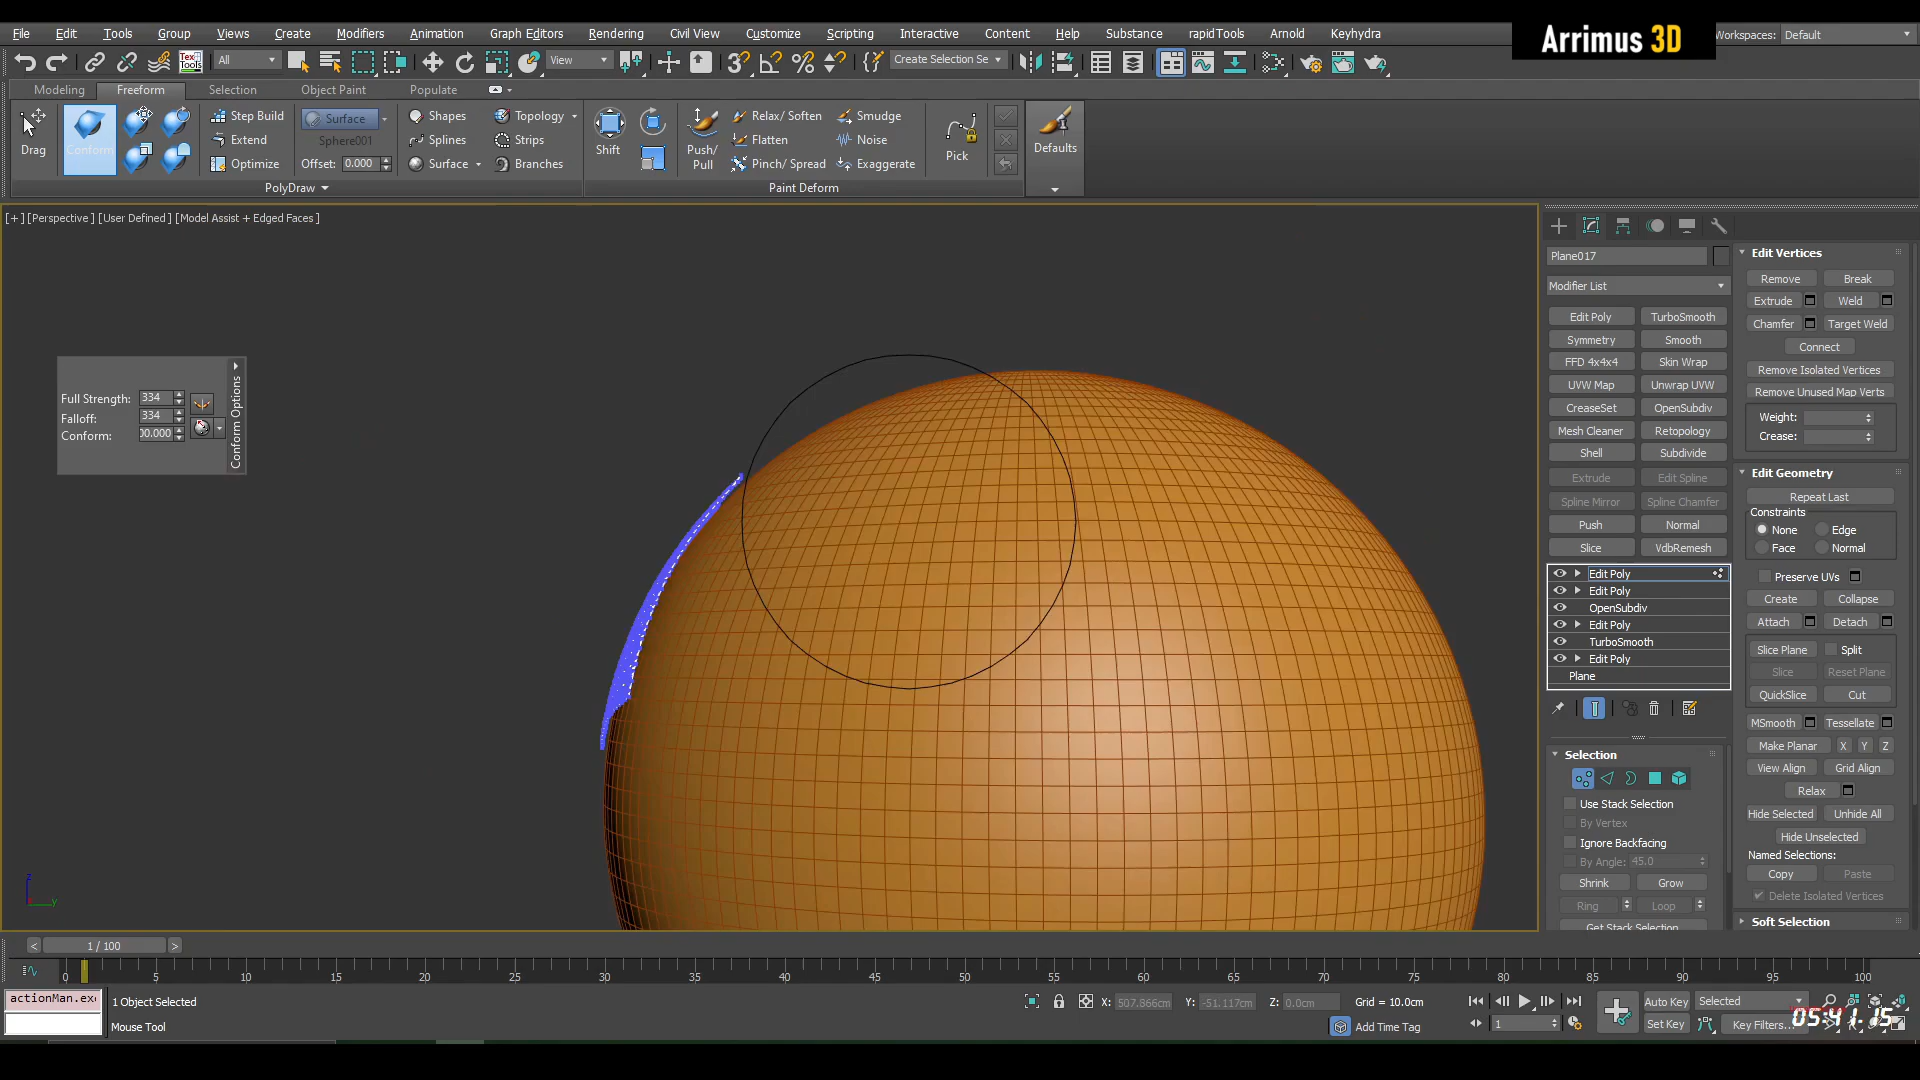 Arrimus 3D
File Edit Tools Group Views Create Modifiers Animation Graph Editors Rendering Civil View Customize Scripting Interactive Content Help Substance rapidTools Arnold Keyhydra Workspaces: Default
Text Tools All View Create Selection Se
Modeling Freeform Selection Object Paint Populate
Drag Conform Step Build Surface Shapes Topology Shift Push/ Pull Relax/ Soften Smudge Pick Defaults
Extend Sphere001 Splines Strips Flatten Noise
Optimize Offset: 0.000 Surface Branches Pinch/ Spread Exaggerate
PolyDraw Paint Deform
[+] [Perspective ] [User Defined ] [Model Assist + Edged Faces ]
Full Strength: 334
Falloff: 334
Conform: 00.000
Conform Options
Plane017
Modifier List
Edit Poly TurboSmooth
Symmetry Smooth
FFD 4x4x4 Skin Wrap
UVW Map Unwrap UVW
CreaseSet OpenSubdiv
Mesh Cleaner Retopology
Shell Subdivide
Extrude Edit Spline
Spline Mirror Spline Chamfer
Push Normal
Slice VdbRemesh
Edit Poly
Edit Poly
OpenSubdiv
Edit Poly
TurboSmooth
Edit Poly
Plane
Selection
Use Stack Selection
By Vertex
Ignore Backfacing
By Angle: 45.0
Shrink Grow
Ring Loop
Get Stack Selection
Edit Vertices
Remove Break
Extrude Weld
Chamfer Target Weld
Connect
Remove Isolated Vertices
Remove Unused Map Verts
Weight:
Crease:
Edit Geometry
Repeat Last
Constraints
None Edge
Face Normal
Preserve UVs
Create Collapse
Attach Detach
Slice Plane Split
Slice Reset Plane
QuickSlice Cut
MSmooth Tessellate
Make Planar X Y Z
View Align Grid Align
Relax
Hide Selected Unhide All
Hide Unselected
Named Selections:
Copy Paste
Delete Isolated Vertices
Soft Selection
z
y
< 1 / 100 >
0 5 10 15 20 25 30 35 40 45 50 55 60 65 70 75 80 85 90 95 100
actionMan.exe 1 Object Selected X: 507.866cm Y: -51.117cm Z: 0.0cm Grid = 10.0cm Auto Key Selected
Mouse Tool Add Time Tag 1 Set Key Key Filters...
05:41.15